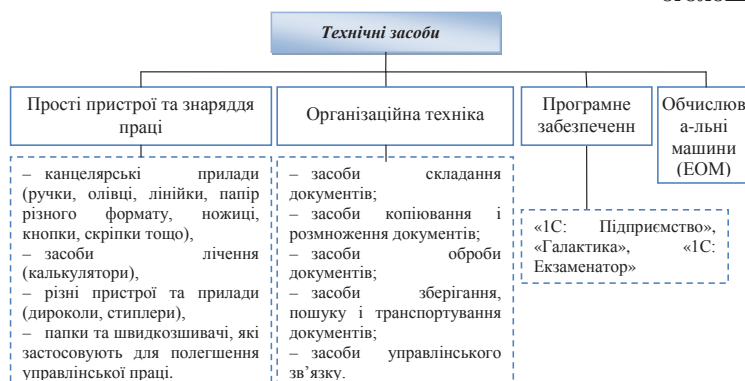 Технічні засоби
Прості пристрої та знаряддя
праці
Організаційна техніка
Програмне
забезпеченн
Обчислюв
а-льні
машини
(ЕОМ)
– канцелярські прилади
(ручки, олівці, лінійки, папір
різного формату, ножиці,
кнопки, скріпки тощо),
– засоби лічення
(калькулятори),
– різні пристрої та прилади
(дироколи, стиплери),
– папки та швидкозшивачі, які
застосовують для полегшення
управлінської праці.
– засоби складання
документів;
– засоби копіювання і
розмноження документів;
– засоби оброби
документів;
– засоби зберігання,
пошуку і транспортування
документів;
– засоби управлінського
зв’язку.
«1С: Підприємство»,
«Галактика», «1С:
Екзаменатор»